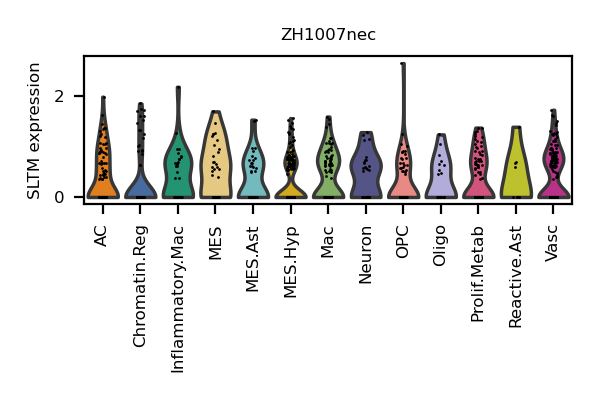 ZH1007nec
SLTM expression
2
0
AC
Chromatin.Reg
Inflammatory.Mac
MES
MES.Ast
MES.Hyp
Mac
Neuron
OPC
Oligo
Prolif.Metab
Reactive.Ast
Vasc